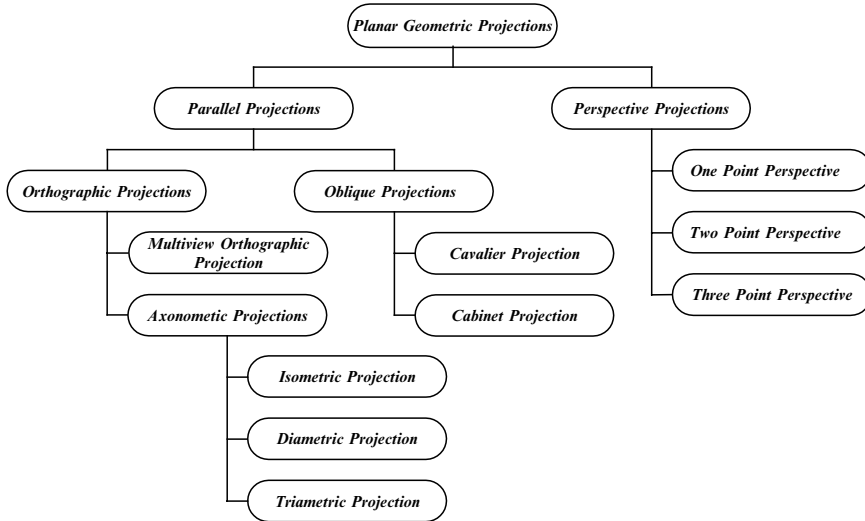 Planar Geometric Projections
Parallel Projections
Perspective Projections
Orthographic Projections
Oblique Projections
One Point Perspective
Multiview Orthographic
Projection
Cavalier Projection
Two Point Perspective
Axonometic Projections
Cabinet Projection
Three Point Perspective
Isometric Projection
Diametric Projection
Triametric Projection